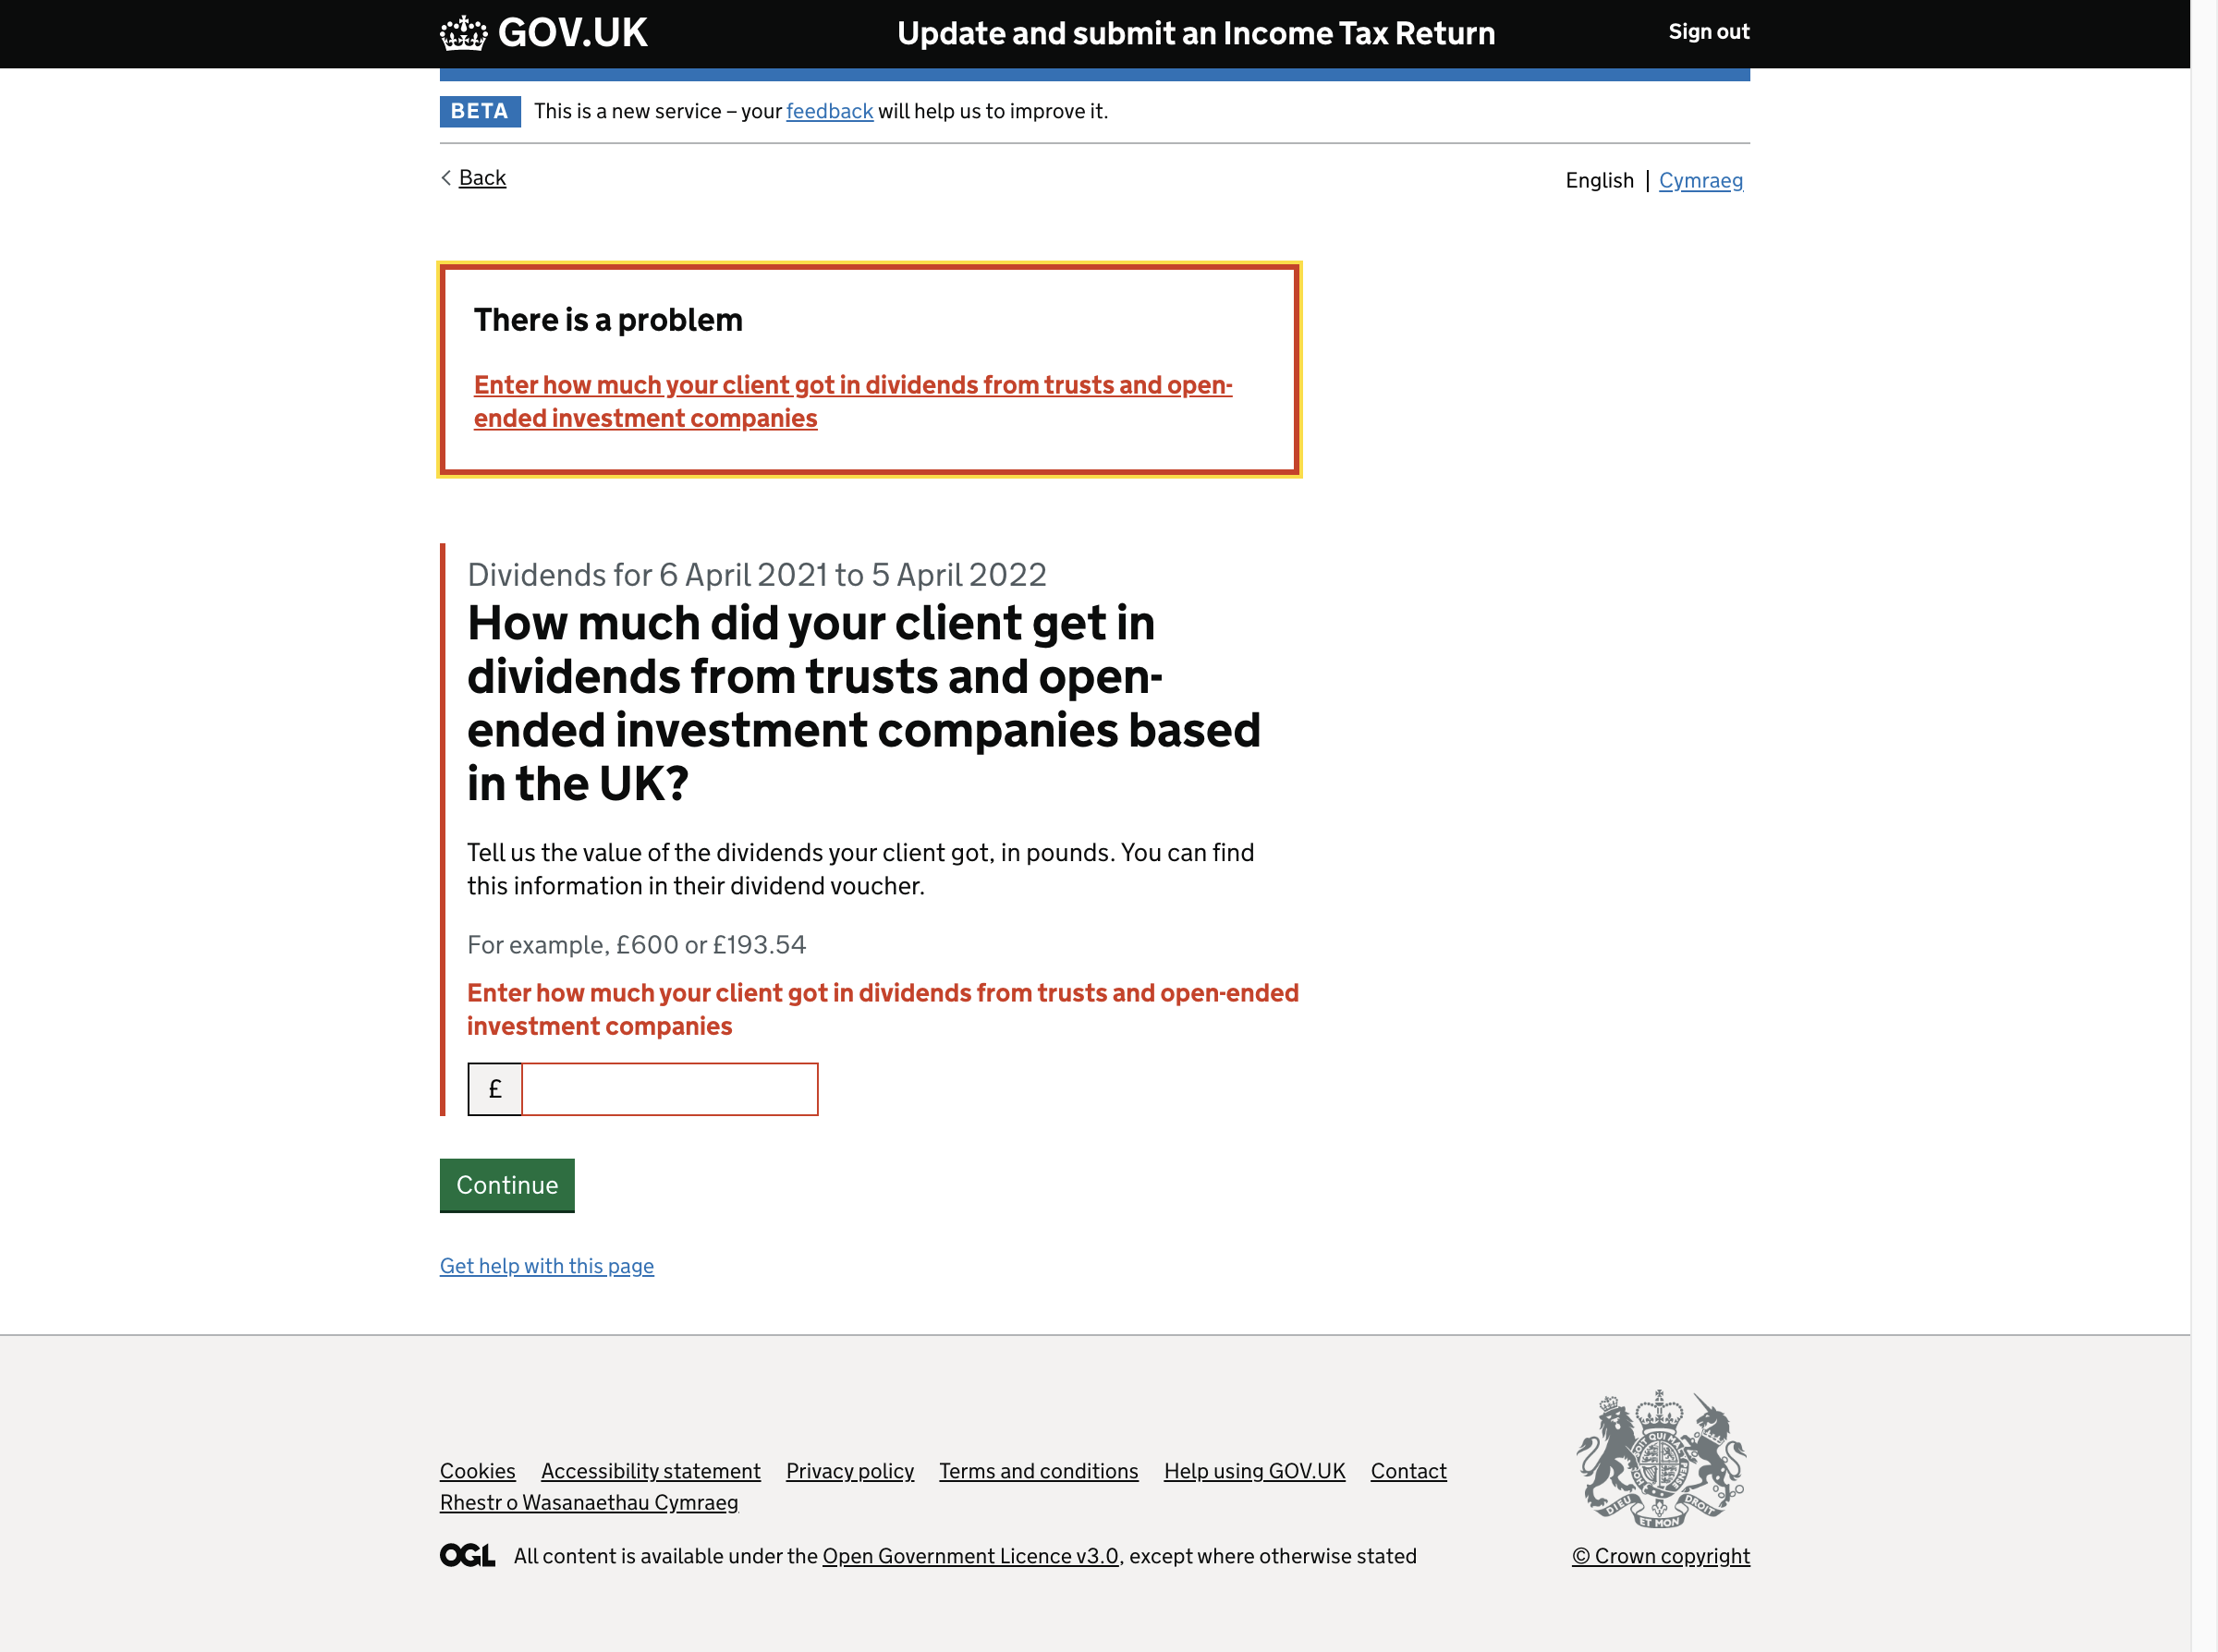 GOV.UK
Update and submit an Income Tax Return
Sign out
BETA
This is a new service – your feedback will help us to improve it.
Back
English
Cymraeg
There is a problem
Enter how much your client got in dividends from trusts and open-
ended investment companies
Dividends for 6 April 2021 to 5 April 2022
How much did your client get in
dividends from trusts and open-
ended investment companies based
in the UK?
Tell us the value of the dividends your client got, in pounds. You can find
this information in their dividend voucher.
For example, £600 or £193.54
Enter how much your client got in dividends from trusts and open-ended
investment companies
£
Continue
Get help with this page
Cookies
Accessibility statement
Privacy policy
Terms and conditions
Help using GOV.UK
Contact
Rhestr o Wasanaethau Cymraeg
OGL
All content is available under the Open Government Licence v3.0, except where otherwise stated
DIEU
ET MON
DROIT
© Crown copyright